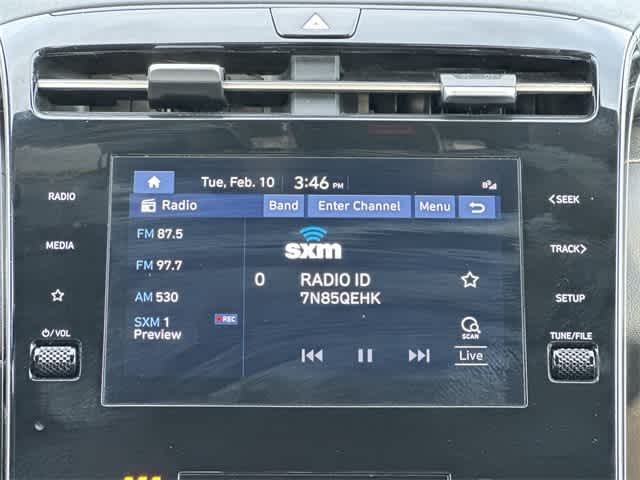 Tue, Feb. 10 3:46 PM
Radio Band Enter Channel Menu
RADIO
MEDIA
VOL
FM 87.5
FM 97.7
AM 530
SXM 1
REC
Preview
sxm
0 RADIO ID
7N85QEHK
SCAN
Live
< SEEK
TRACK >
SETUP
TUNE/FILE